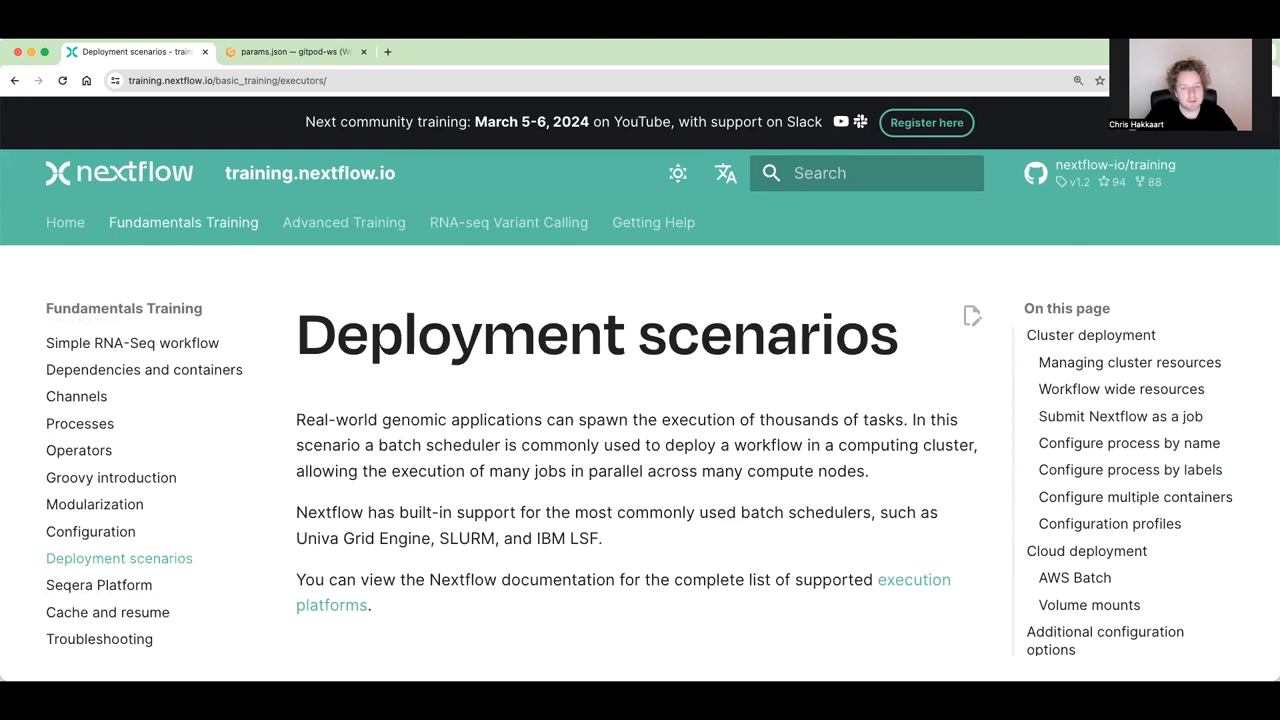 Deployment scenarios - traini
params.json — gitpod-ws (W
training.nextflow.io/basic_training/executors/
Chris Hakkaart
Next community training: March 5-6, 2024 on YouTube, with support on Slack
Register here
nextflow
training.nextflow.io
Search
nextflow-io/training
v1.2 94 88
Home
Fundamentals Training
Advanced Training
RNA-seq Variant Calling
Getting Help
Fundamentals Training
Simple RNA-Seq workflow
Dependencies and containers
Channels
Processes
Operators
Groovy introduction
Modularization
Configuration
Deployment scenarios
Seqera Platform
Cache and resume
Troubleshooting
Deployment scenarios
Real-world genomic applications can spawn the execution of thousands of tasks. In this
scenario a batch scheduler is commonly used to deploy a workflow in a computing cluster,
allowing the execution of many jobs in parallel across many compute nodes.
Nextflow has built-in support for the most commonly used batch schedulers, such as
Univa Grid Engine, SLURM, and IBM LSF.
You can view the Nextflow documentation for the complete list of supported execution
platforms.
On this page
Cluster deployment
Managing cluster resources
Workflow wide resources
Submit Nextflow as a job
Configure process by name
Configure process by labels
Configure multiple containers
Configuration profiles
Cloud deployment
AWS Batch
Volume mounts
Additional configuration
options